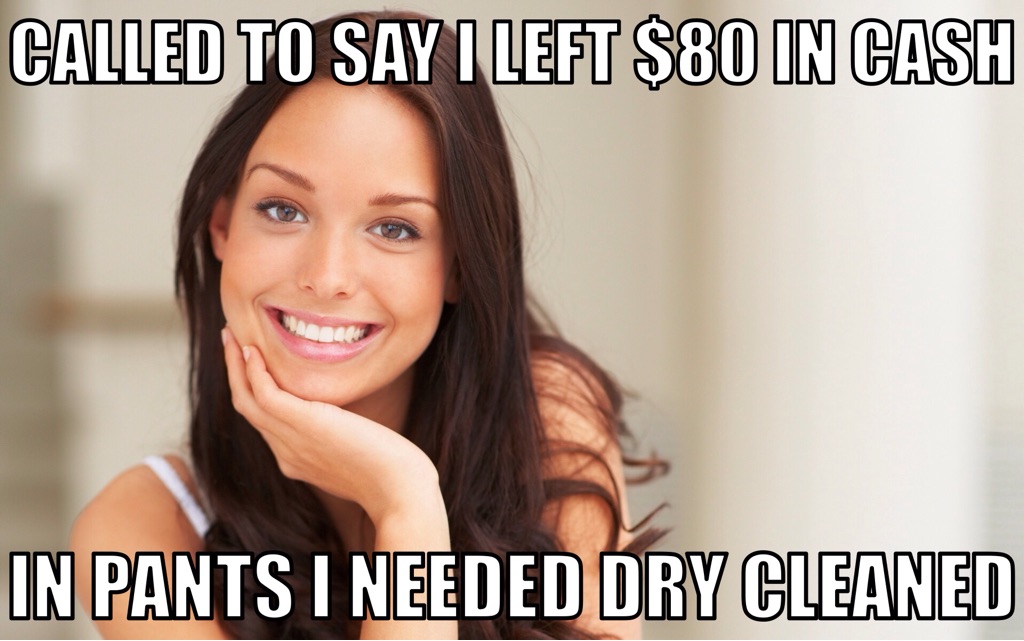 CALLED TO SAY I LEFT $80 IN CASH
IN PANTS I NEEDED DRY CLEANED